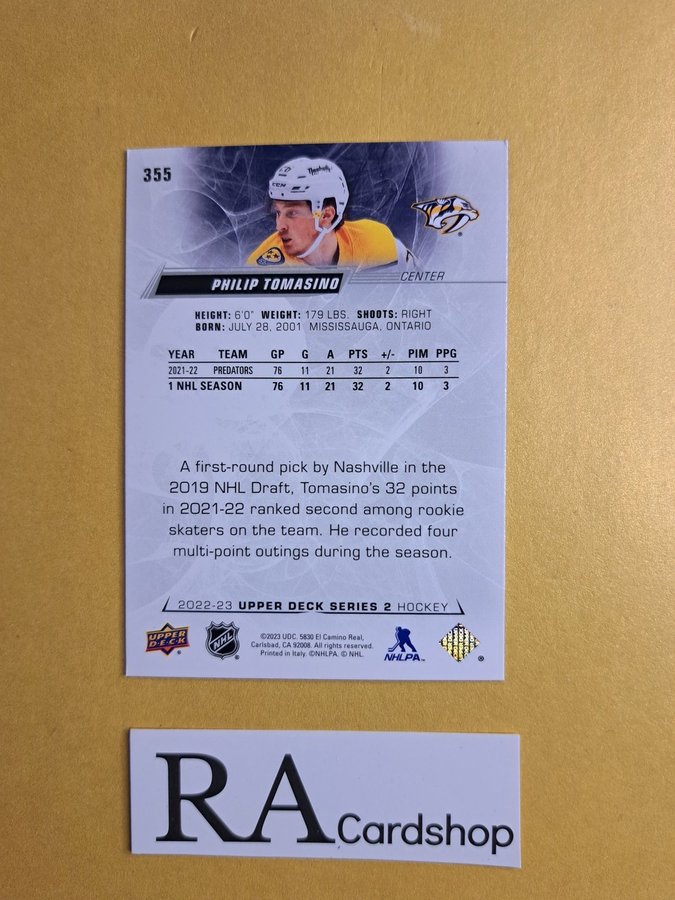 355
PHILIP TOMASINO
CENTER
HEIGHT: 6'0" WEIGHT: 179 LBS. SHOOTS: RIGHT
BORN: JULY 28, 2001 MISSISSAUGA, ONTARIO
YEAR TEAM GP G A PTS +/- PIM PPG
2021-22 PREDATORS 76 11 21 32 2 10 3
1 NHL SEASON 76 11 21 32 2 10 3
A first-round pick by Nashville in the
2019 NHL Draft, Tomasino's 32 points
in 2021-22 ranked second among rookie
skaters on the team. He recorded four
multi-point outings during the season.
2022-23 UPPER DECK SERIES 2 HOCKEY
UPPER
DECK
NHL
©2023 UDC. 5830 El Camino Real,
Carlsbad, CA 92008. All rights reserved.
Printed in Italy. ©NHLPA. © NHL.
NHLPA
RA Cardshop